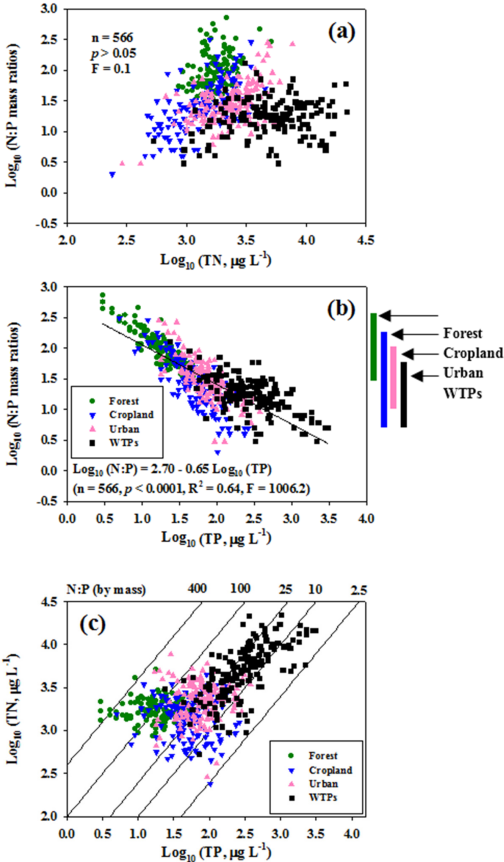 (a)
n = 566
p > 0.05
F = 0.1
Log10 (N:P mass ratios)
3.0
2.5
2.0
1.5
1.0
0.5
0.0
-0.5
2.0 2.5 3.0 3.5 4.0 4.5
Log10 (TN, µg L-1)
(b)
Log10 (N:P mass ratios)
3.0
2.5
2.0
1.5
1.0
0.5
0.0
-0.5
Forest
Cropland
Urban
WTPs
Log10 (N:P) = 2.70 - 0.65 Log10 (TP)
(n = 566, p < 0.0001, R2 = 0.64, F = 1006.2)
0.0 0.5 1.0 1.5 2.0 2.5 3.0 3.5 4.0
Log10 (TP, µg L-1)
Forest
Cropland
Urban
WTPs
N:P (by mass) 400 100 25 10 2.5
(c)
Log10 (TN, µg L-1)
4.5
4.0
3.5
3.0
2.5
2.0
Forest
Cropland
Urban
WTPs
0.0 0.5 1.0 1.5 2.0 2.5 3.0 3.5 4.0
Log10 (TP, µg L-1)